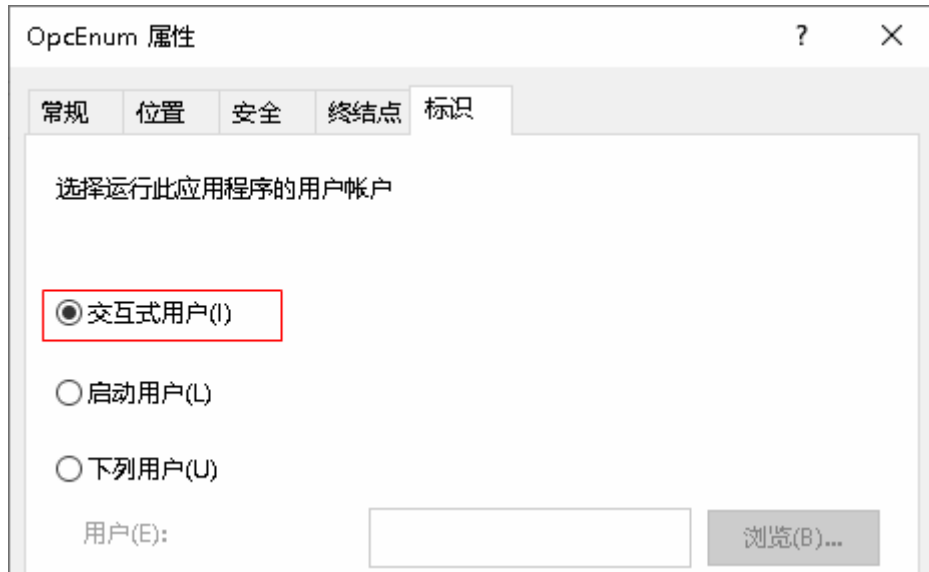 OpcEnum 属性
?
常规 位置 安全 终结点 标识
选择运行此应用程序的用户帐户
交互式用户(I)
启动用户(L)
下列用户(U)
用户(E):
浏览(B)...